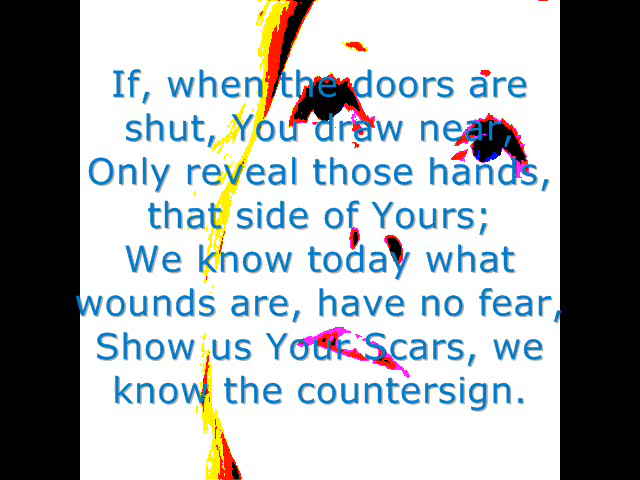 If, when the doors are
shut, You draw near,
Only reveal those hands,
that side of Yours;
We know today what
wounds are, have no fear,
Show us Your Scars, we
know the countersign.